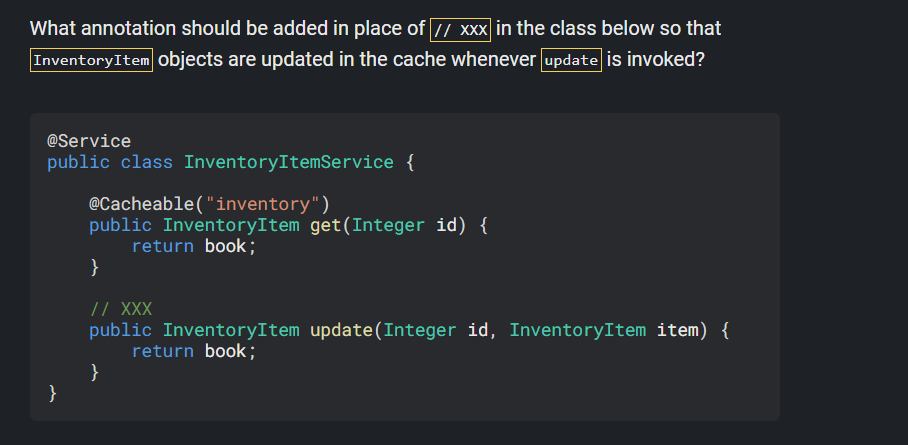 What annotation should be added in place of // XXX in the class below so that
InventoryItem objects are updated in the cache whenever update is invoked?
@Service
public class InventoryItemService {
@Cacheable("inventory")
public InventoryItem get(Integer id) {
return book;
}
// XXX
public InventoryItem update(Integer id, InventoryItem item) {
return book;
}
}